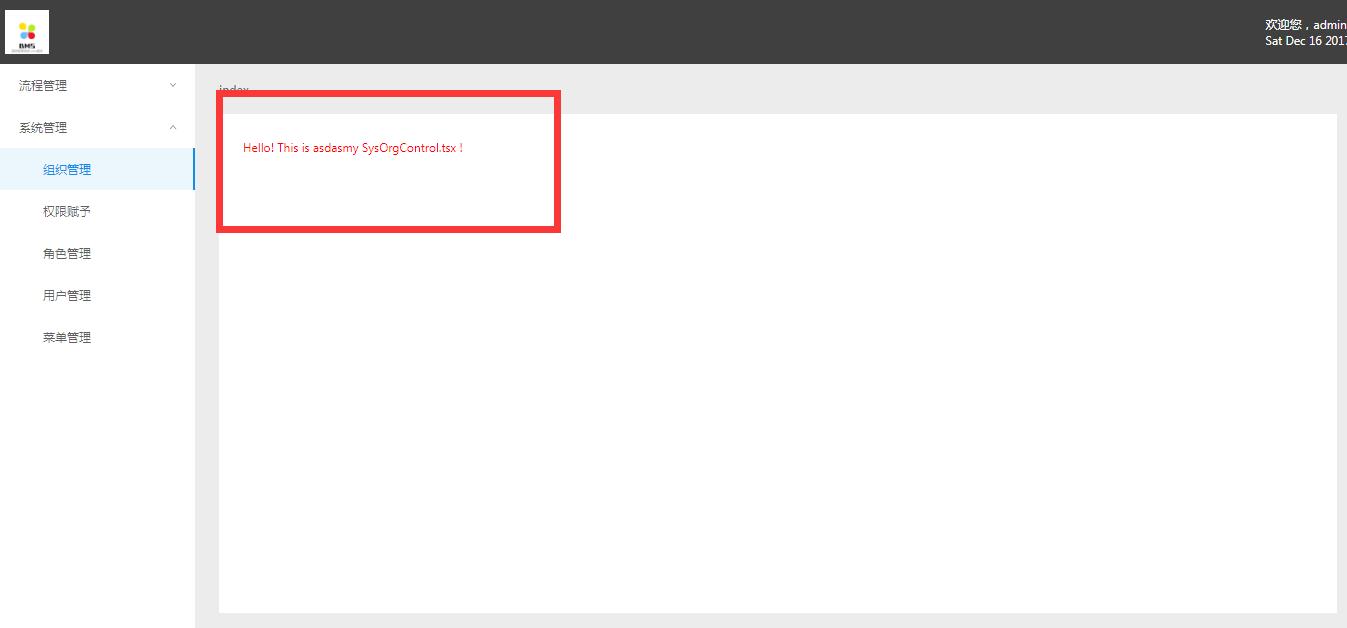 BMS
欢迎您，admin
Sat Dec 16 2017
流程管理
index
系统管理
Hello! This is asdasmy SysOrgControl.tsx !
组织管理
权限赋予
角色管理
用户管理
菜单管理